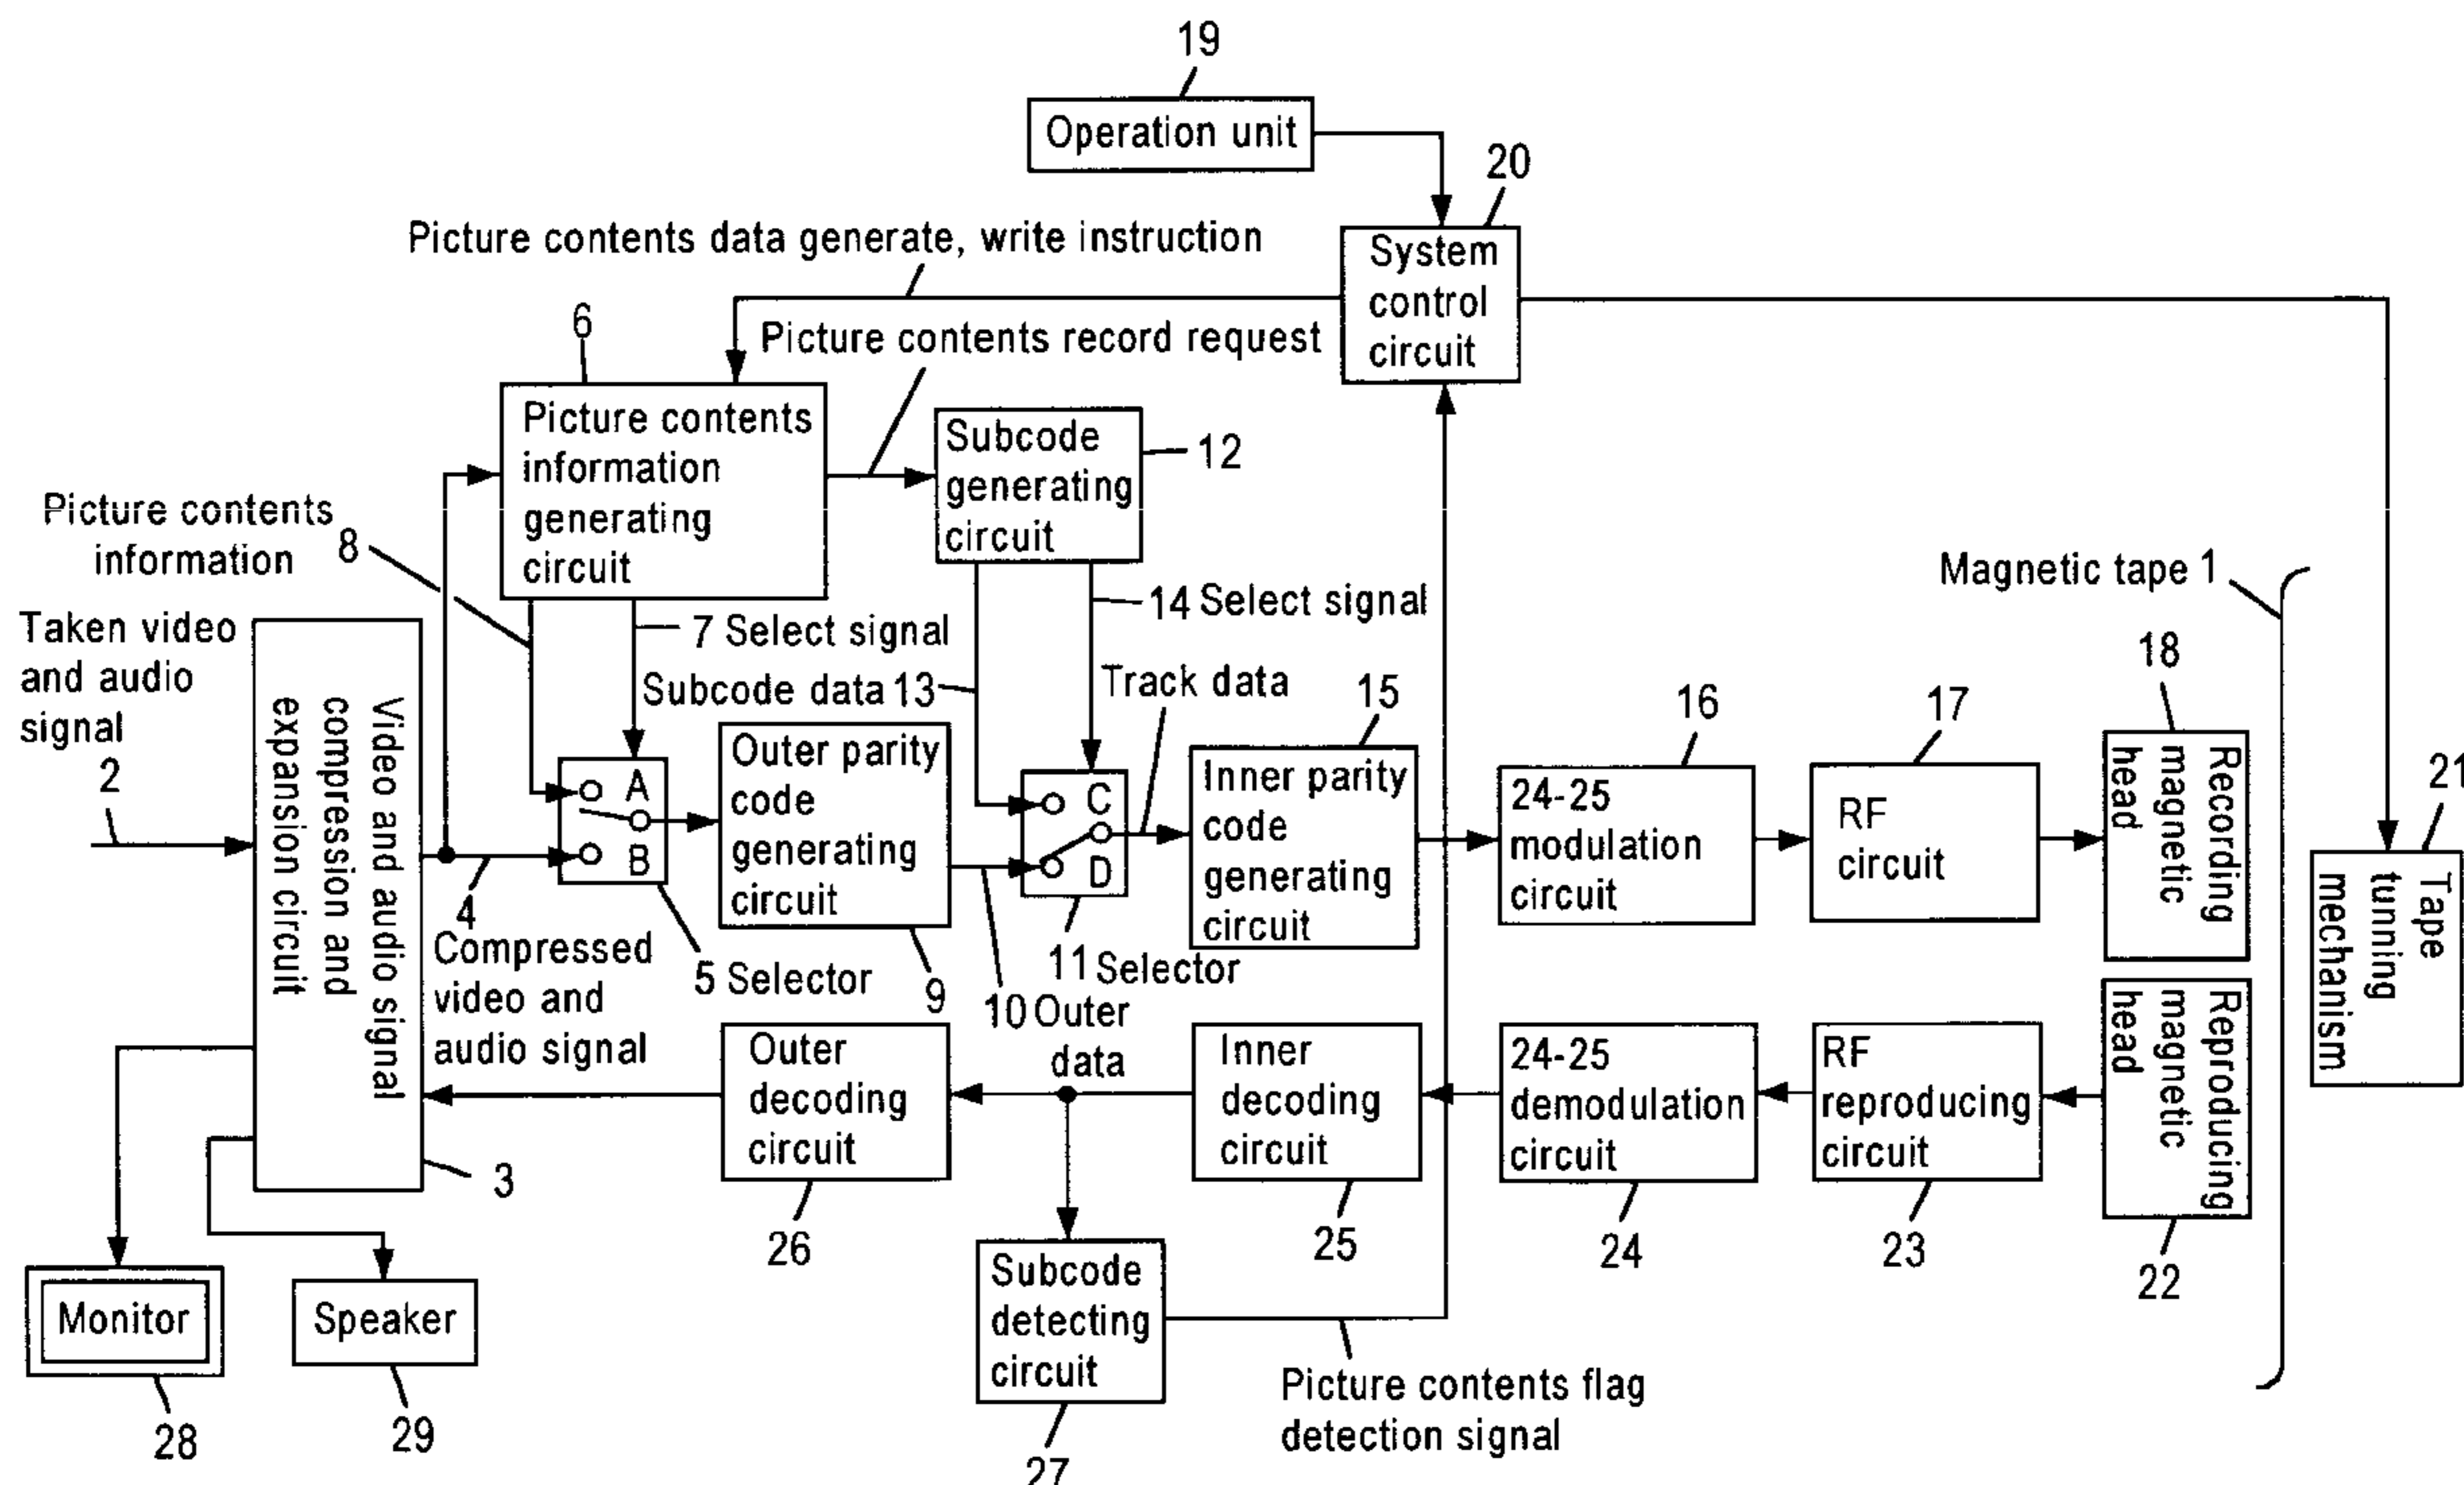 19
Operation unit
20
System
control
circuit
Picture contents data generate, write instruction
Picture contents record request
6
Picture contents
information
generating
circuit
Subcode
generating
circuit
12
Picture contents
information
8
Taken video
and audio
signal
2
Video and audio signal
compression and
expansion circuit
3
7 Select signal
14 Select signal
Subcode data 13
Track data
A
B
5 Selector
4
Compressed
video and
audio signal
Outer parity
code
generating
circuit
9
C
D
11 Selector
10 Outer
data
Inner parity
code
generating
circuit
15
24-25
modulation
circuit
16
RF
circuit
17
Recording
magnetic
head
18
Magnetic tape 1
Tape
tunning
mechanism
21
Outer
decoding
circuit
26
Inner
decoding
circuit
25
24-25
demodulation
circuit
24
RF
reproducing
circuit
23
Reproducing
magnetic
head
22
Monitor
28
Speaker
29
Subcode
detecting
circuit
27
Picture contents flag
detection signal